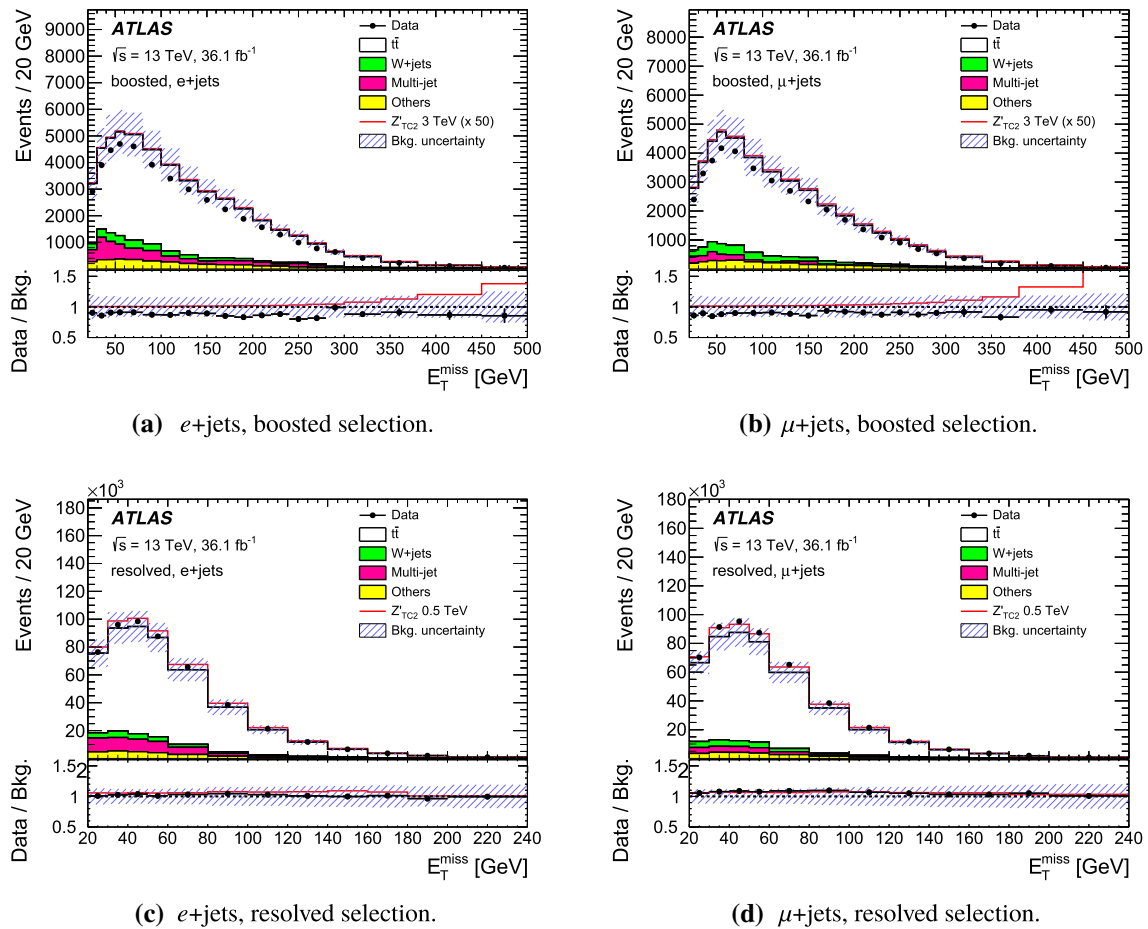 Events / 20 GeV
9000
8000
7000
6000
5000
4000
3000
2000
1000
ATLAS
√s = 13 TeV, 36.1 fb⁻¹
boosted, e+jets
Data
tt̄
W+jets
Multi-jet
Others
Z'TC2 3 TeV (x 50)
Bkg. uncertainty
Data / Bkg.
1.5
1
0.5
50 100 150 200 250 300 350 400 450 500
E_T^miss [GeV]
(a) e+jets, boosted selection.
Events / 20 GeV
8000
7000
6000
5000
4000
3000
2000
1000
ATLAS
√s = 13 TeV, 36.1 fb⁻¹
boosted, μ+jets
Data
tt̄
W+jets
Multi-jet
Others
Z'TC2 3 TeV (x 50)
Bkg. uncertainty
Data / Bkg.
1.5
1
0.5
50 100 150 200 250 300 350 400 450 500
E_T^miss [GeV]
(b) μ+jets, boosted selection.
×10³
Events / 20 GeV
180
160
140
120
100
80
60
40
20
ATLAS
√s = 13 TeV, 36.1 fb⁻¹
resolved, e+jets
Data
tt̄
W+jets
Multi-jet
Others
Z'TC2 0.5 TeV
Bkg. uncertainty
Data / Bkg.
1.5
2
1
0.5
20 40 60 80 100 120 140 160 180 200 220 240
E_T^miss [GeV]
(c) e+jets, resolved selection.
×10³
Events / 20 GeV
180
160
140
120
100
80
60
40
20
ATLAS
√s = 13 TeV, 36.1 fb⁻¹
resolved, μ+jets
Data
tt̄
W+jets
Multi-jet
Others
Z'TC2 0.5 TeV
Bkg. uncertainty
Data / Bkg.
1.5
2
1
0.5
20 40 60 80 100 120 140 160 180 200 220 240
E_T^miss [GeV]
(d) μ+jets, resolved selection.